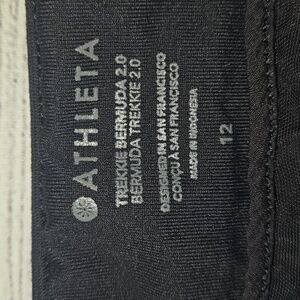 ATHLETA
TREKKIE BERMUDA 2.0
BERMUDA TREKKIE 2.0
DESIGNED IN SAN FRANCISCO
CONÇU À SAN FRANCISCO
MADE IN INDONESIA
12